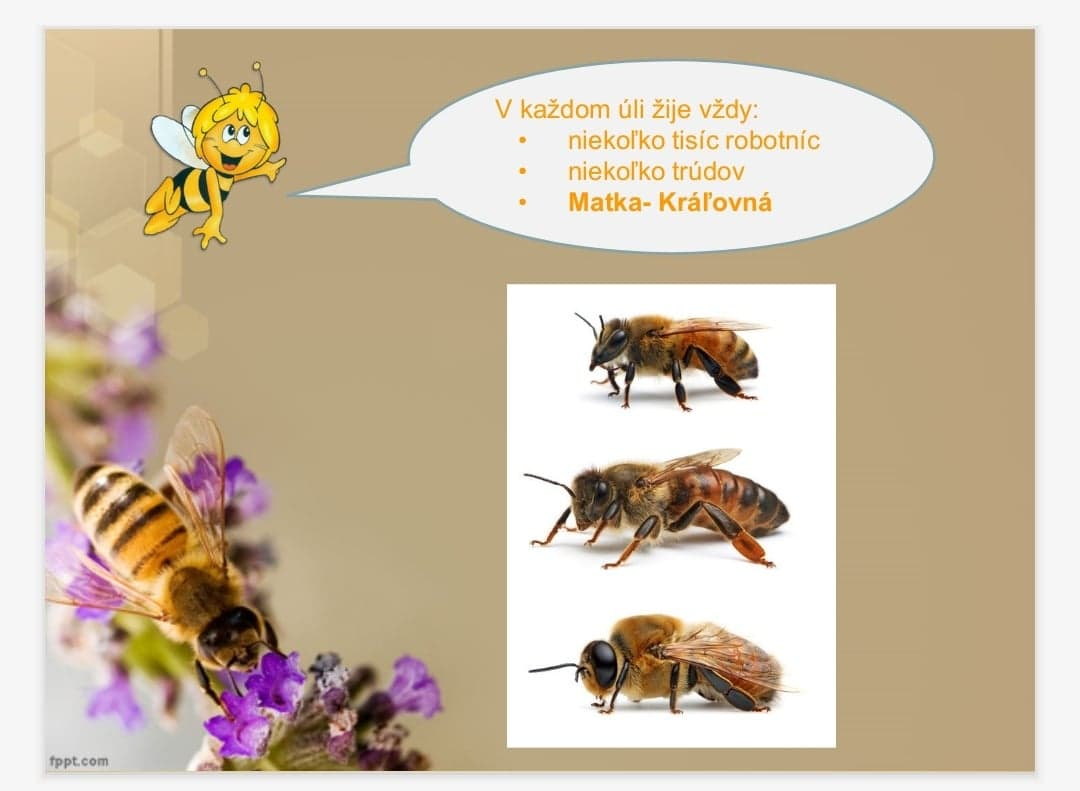 V každom úli žije vždy:
• niekoľko tisíc robotníc
• niekoľko trúdov
• Matka- Kráľovná
fppt.com